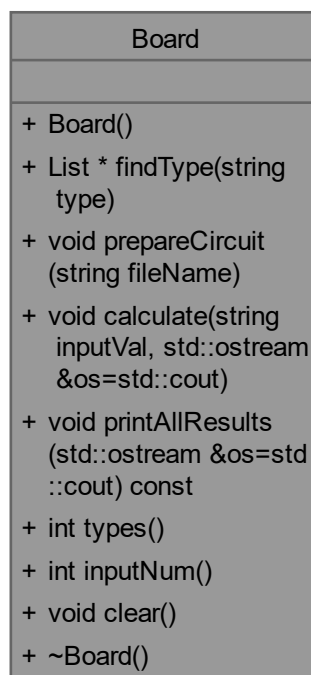 Board
+ Board()
+ List * findType(string
type)
+ void prepareCircuit
(string fileName)
+ void calculate(string
inputVal, std::ostream
&os=std::cout)
+ void printAllResults
(std::ostream &os=std
::cout) const
+ int types()
+ int inputNum()
+ void clear()
+ ~Board()